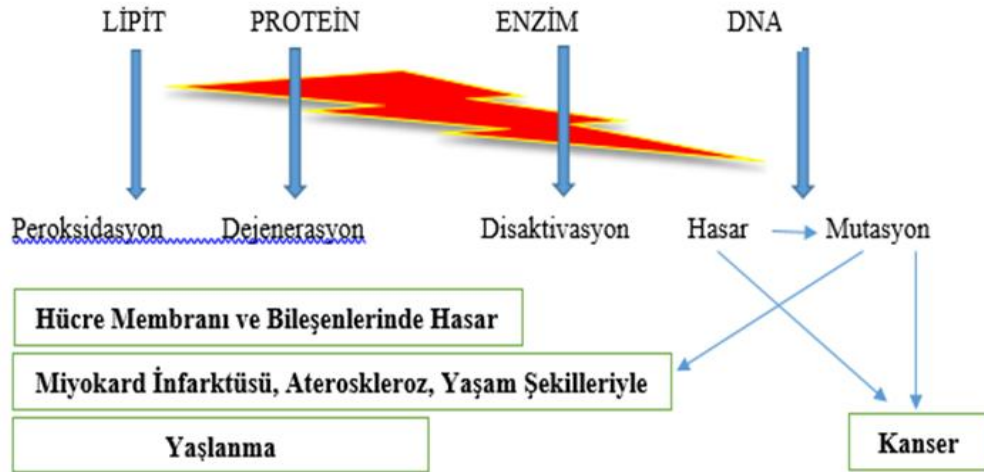 LİPİT PROTEİN ENZİM DNA
Peroksidasyon Dejenerasyon Disaktivasyon Hasar Mutasyon
Hücre Membranı ve Bileşenlerinde Hasar
Miyokard İnfarktüsü, Ateroskleroz, Yaşam Şekilleriyle
Yaşlanma
Kanser